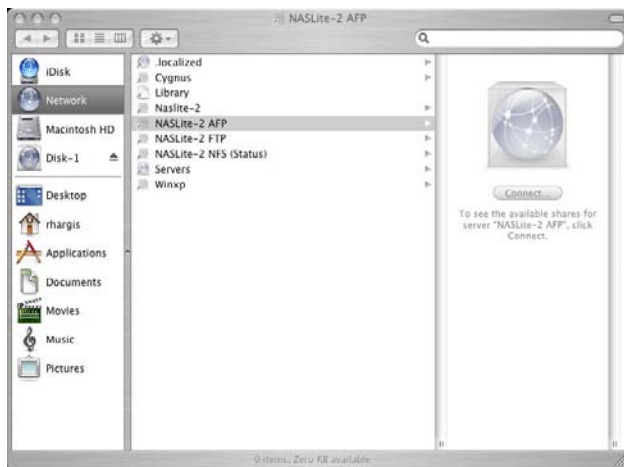 NASLite-2 AFP
iDisk
Network
Macintosh HD
Disk-1
Desktop
rhargis
Applications
Documents
Movies
Music
Pictures
.localized
Cygnus
Library
Naslite-2
NASLite-2 AFP
NASLite-2 FTP
NASLite-2 NFS (Status)
Servers
Winxp
Connect...
To see the available shares for
server "NASLite-2 AFP", click
Connect.
0 items, Zero KB available